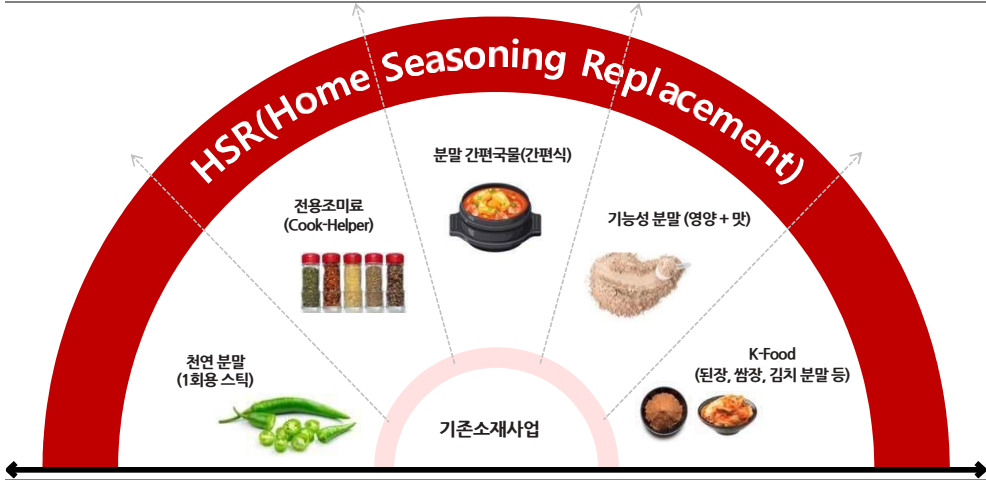 HSR(Home Seasoning Replacement)
분말 간편국물(간편식)
전용조미료
(Cook-Helper)
기능성 분말 (영양 + 맛)
천연 분말
(1회용 스틱)
K-Food
(된장, 쌈장, 김치 분말 등)
기존소재사업